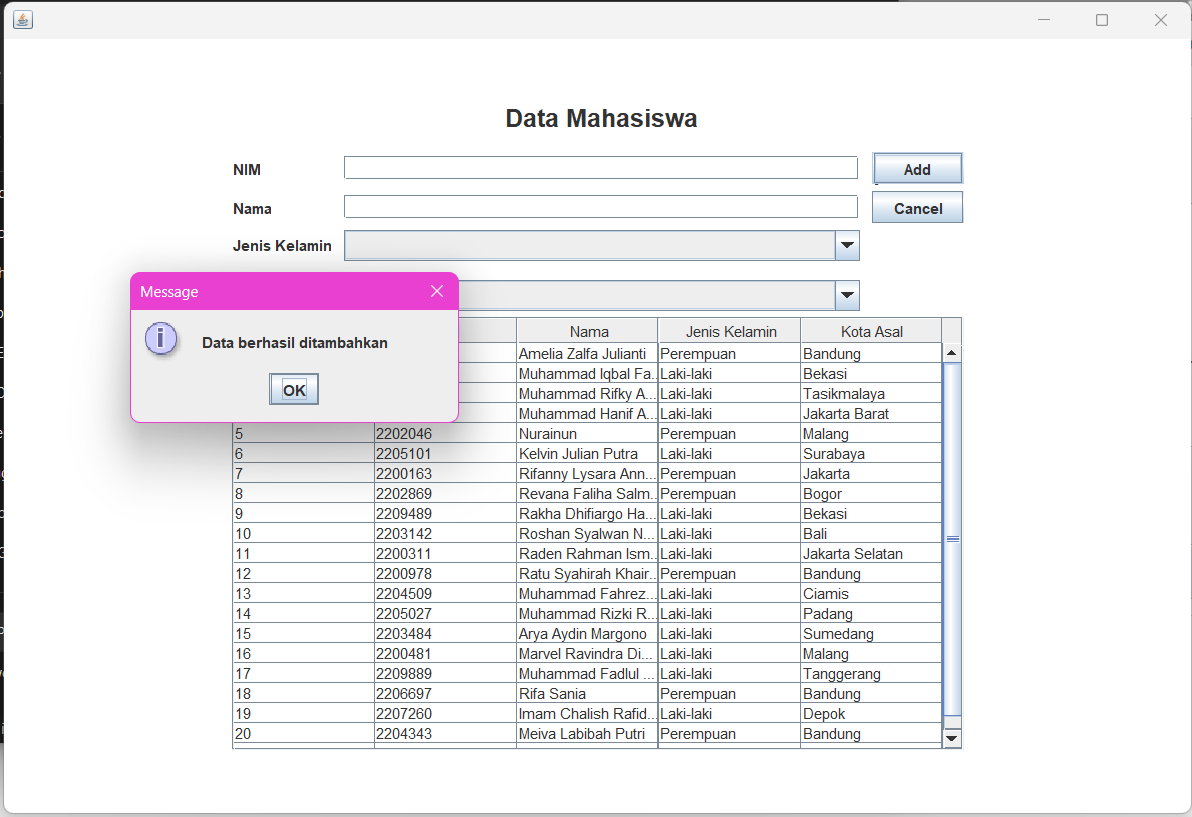 Data Mahasiswa
NIM
Add
Nama
Cancel
Jenis Kelamin
Message
Data berhasil ditambahkan
OK
Nama Jenis Kelamin Kota Asal
Amelia Zalfa Julianti Perempuan Bandung
Muhammad Iqbal Fa... Laki-laki Bekasi
Muhammad Rifky A... Laki-laki Tasikmalaya
Muhammad Hanif A... Laki-laki Jakarta Barat
5 2202046 Nurainun Perempuan Malang
6 2205101 Kelvin Julian Putra Laki-laki Surabaya
7 2200163 Rifanny Lysara Ann... Perempuan Jakarta
8 2202869 Revana Faliha Salm... Perempuan Bogor
9 2209489 Rakha Dhifiargo Ha... Laki-laki Bekasi
10 2203142 Roshan Syalwan N... Laki-laki Bali
11 2200311 Raden Rahman Ism... Laki-laki Jakarta Selatan
12 2200978 Ratu Syahirah Khair... Perempuan Bandung
13 2204509 Muhammad Fahrez... Laki-laki Ciamis
14 2205027 Muhammad Rizki R... Laki-laki Padang
15 2203484 Arya Aydin Margono Laki-laki Sumedang
16 2200481 Marvel Ravindra Di... Laki-laki Malang
17 2209889 Muhammad Fadlul ... Laki-laki Tanggerang
18 2206697 Rifa Sania Perempuan Bandung
19 2207260 Imam Chalish Rafid... Laki-laki Depok
20 2204343 Meiva Labibah Putri Perempuan Bandung